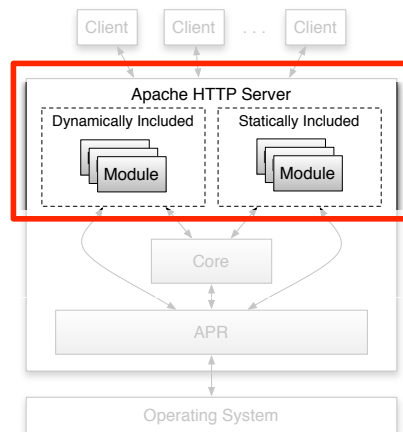 Client Client . . . Client
Apache HTTP Server
Dynamically Included Statically Included
Module Module
Core
APR
Operating System